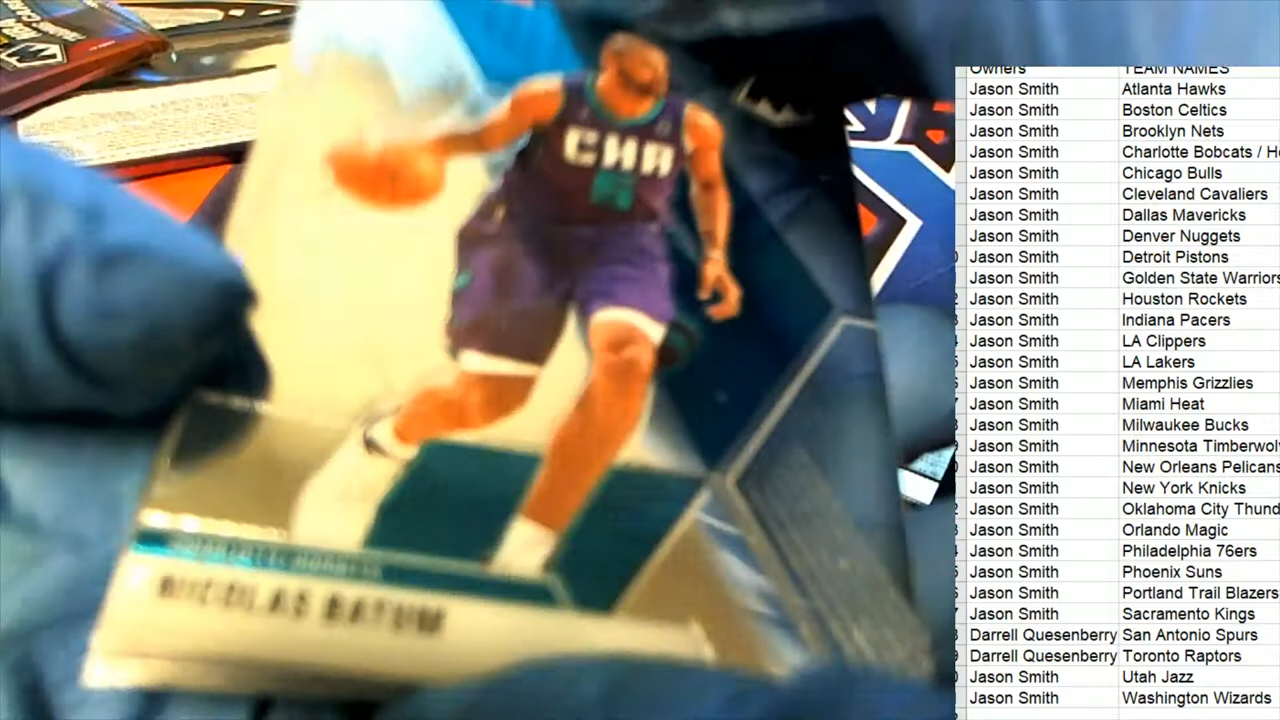 CHA
NICOLAS BATUM
Owners TEAM NAMES
Jason Smith Atlanta Hawks
Jason Smith Boston Celtics
Jason Smith Brooklyn Nets
Jason Smith Charlotte Bobcats / Ho
Jason Smith Chicago Bulls
Jason Smith Cleveland Cavaliers
Jason Smith Dallas Mavericks
Jason Smith Denver Nuggets
Jason Smith Detroit Pistons
Jason Smith Golden State Warriors
Jason Smith Houston Rockets
Jason Smith Indiana Pacers
Jason Smith LA Clippers
Jason Smith LA Lakers
Jason Smith Memphis Grizzlies
Jason Smith Miami Heat
Jason Smith Milwaukee Bucks
Jason Smith Minnesota Timberwol
Jason Smith New Orleans Pelicans
Jason Smith New York Knicks
Jason Smith Oklahoma City Thund
Jason Smith Orlando Magic
Jason Smith Philadelphia 76ers
Jason Smith Phoenix Suns
Jason Smith Portland Trail Blazers
Jason Smith Sacramento Kings
Darrell Quesenberry San Antonio Spurs
Darrell Quesenberry Toronto Raptors
Jason Smith Utah Jazz
Jason Smith Washington Wizards